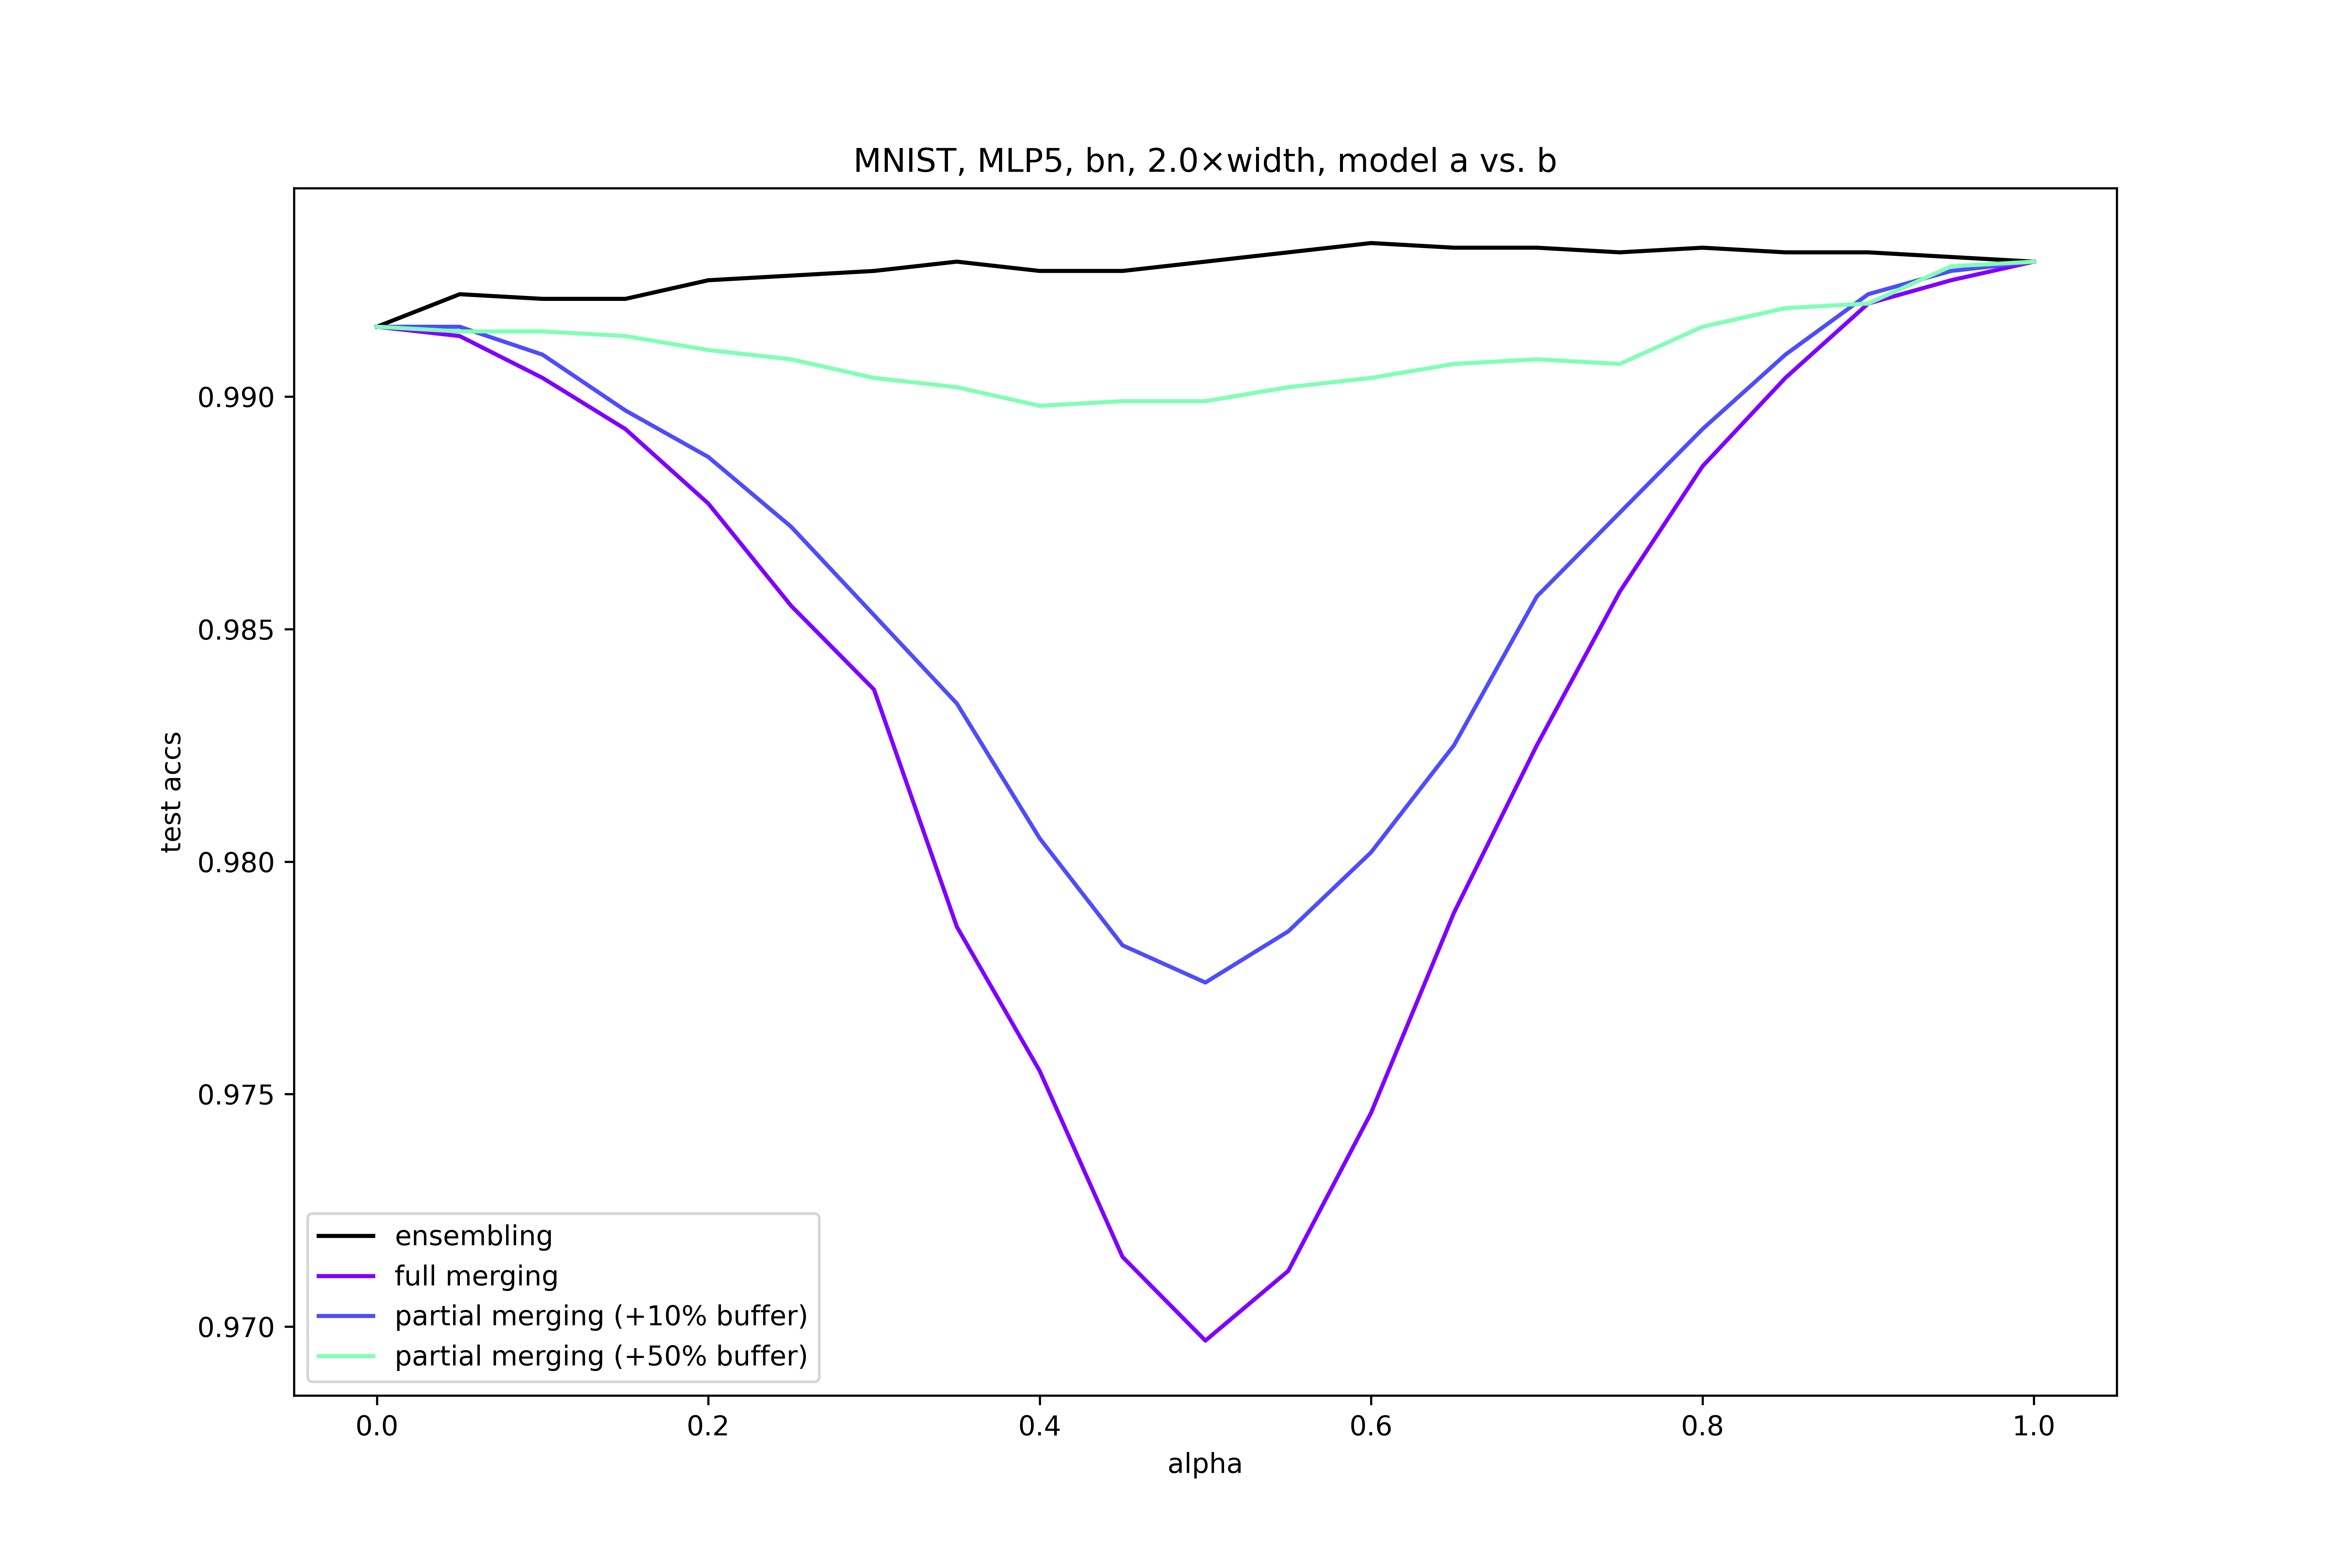 MNIST, MLP5, bn, 2.0×width, model a vs. b
test accs
0.990
0.985
0.980
0.975
0.970
ensembling
full merging
partial merging (+10% buffer)
partial merging (+50% buffer)
0.0
0.2
0.4
0.6
0.8
1.0
alpha